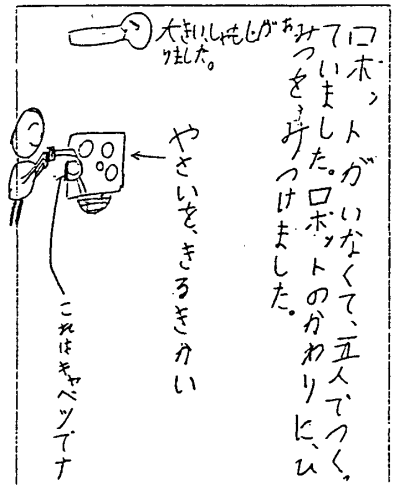 ロボットがいなくて、五人でつくっ
ていました。ロボットのかわりに、ひ
みつを、みつけました。
大きい、しゃもじがあ
りました。
やさいを、きるきかい
これはキャベツです